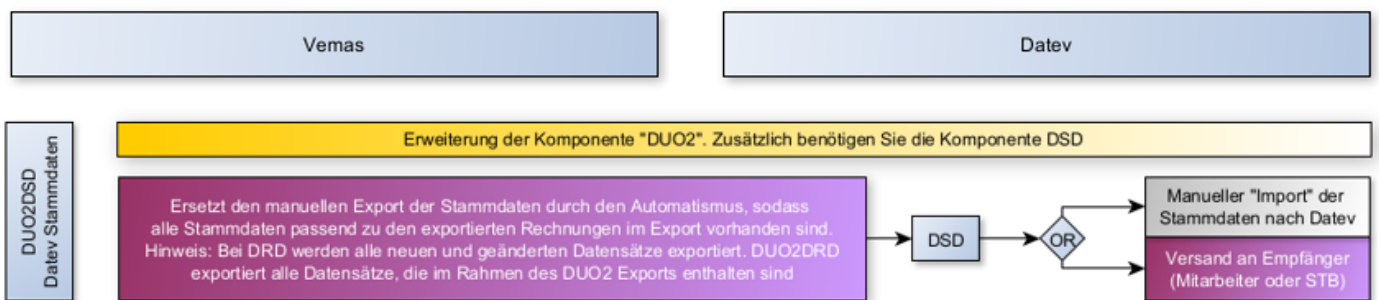 Vemas
Datev
DUO2DSD
Datev Stammdaten
Erweiterung der Komponente "DUO2". Zusätzlich benötigen Sie die Komponente DSD
Ersetzt den manuellen Export der Stammdaten durch den Automatismus, sodass
alle Stammdaten passend zu den exportierten Rechnungen im Export vorhanden sind.
Hinweis: Bei DRD werden alle neuen und geänderten Datensätze exportiert. DUO2DRD
exportiert alle Datensätze, die im Rahmen des DUO2 Exports enthalten sind
DSD
OR
Manueller "Import" der
Stammdaten nach Datev
Versand an Empfänger
(Mitarbeiter oder STB)